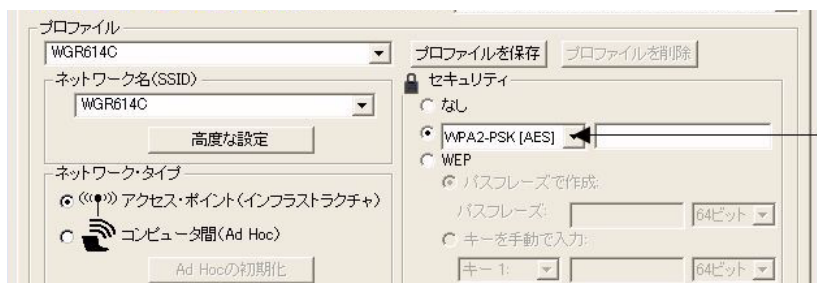 プロファイル
WGR614C
プロファイルを保存
プロファイルを削除
ネットワーク名(SSID)
WGR614C
高度な設定
ネットワーク・タイプ
アクセス・ポイント(インフラストラクチャ)
コンピュータ間(Ad Hoc)
Ad Hocの初期化
セキュリティ
なし
WPA2-PSK [AES]
WEP
パスフレーズで作成:
パスフレーズ:
64ビット
キーを手動で入力:
キー 1:
64ビット